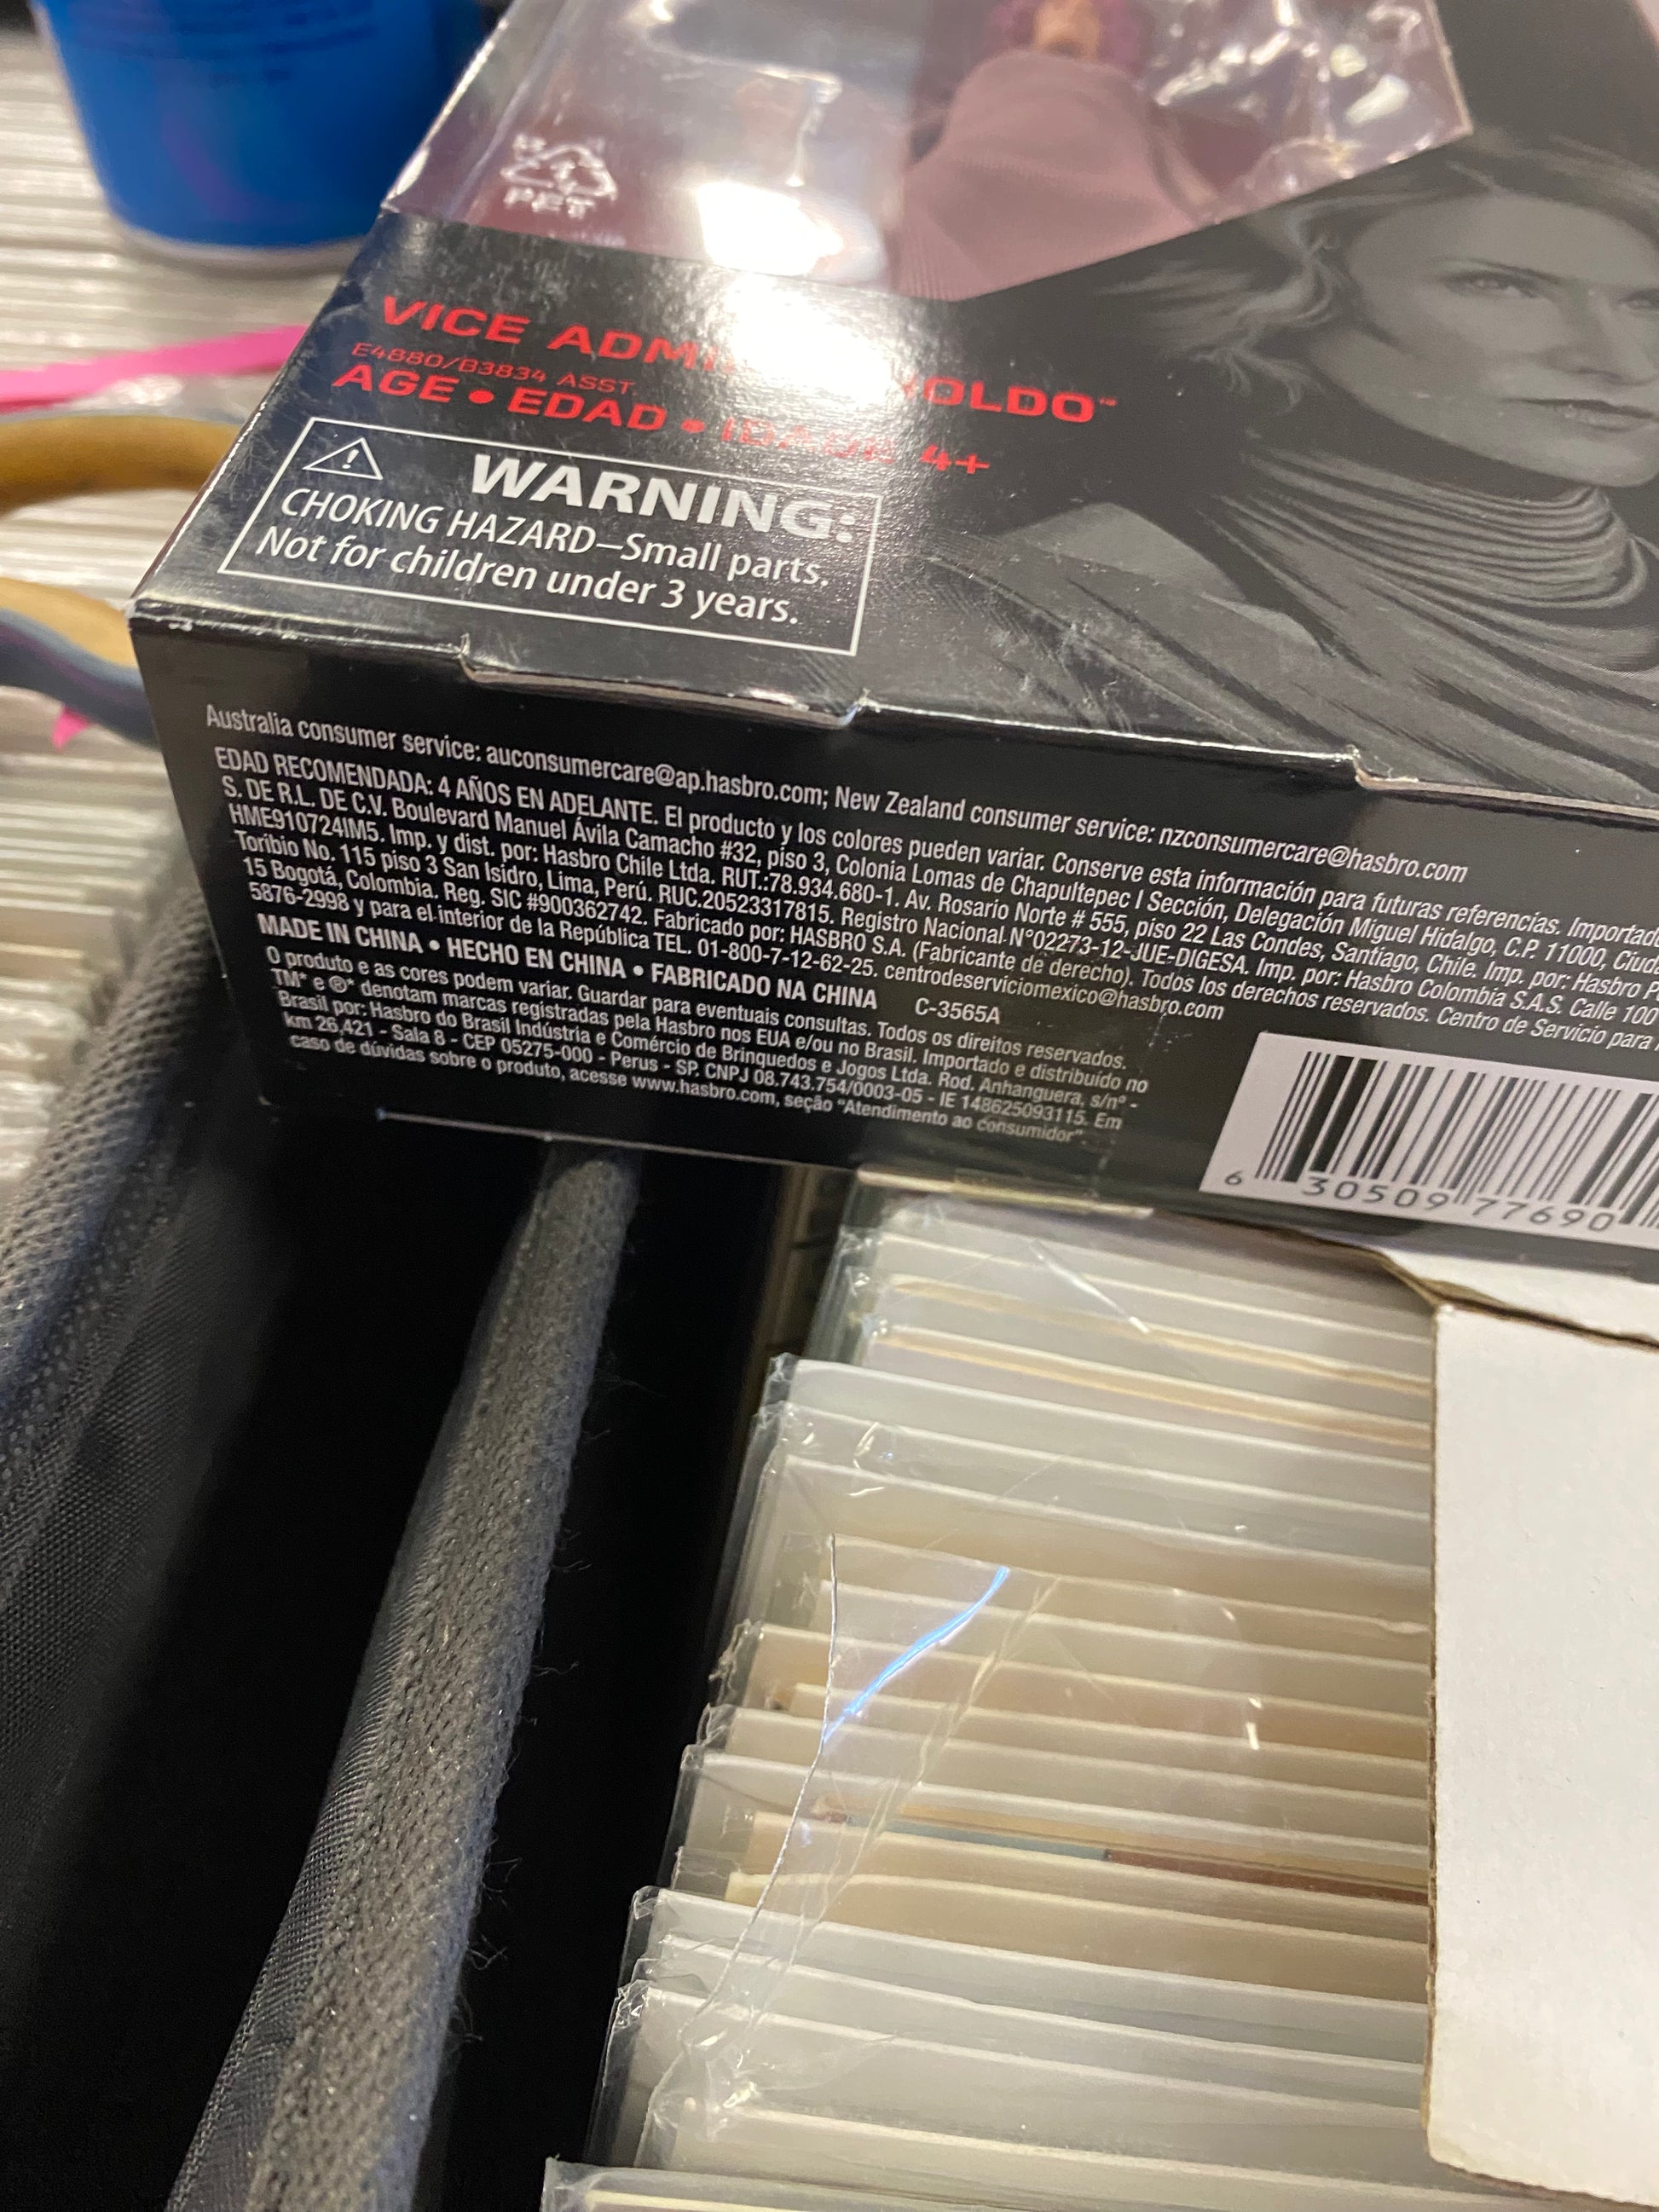 PET
VICE ADMI OLDO™
E4880/B3834 ASST
AGE • EDAD • IDADE 4+
WARNING:
CHOKING HAZARD—Small parts.
Not for children under 3 years.
Australia consumer service: auconsumercare@ap.hasbro.com; New Zealand consumer service: nzconsumercare@hasbro.com
EDAD RECOMENDADA: 4 AÑOS EN ADELANTE. El producto y los colores pueden variar. Conserve esta información para futuras referencias. Importado
S. DE R.L. DE C.V. Boulevard Manuel Ávila Camacho #32, piso 3, Colonia Lomas de Chapultepec I Sección, Delegación Miguel Hidalgo, C.P. 11000, Ciuda
HME910724IM5. Imp. y dist. por: Hasbro Chile Ltda. RUT.:78.934.680-1. Av. Rosario Norte # 555, piso 22 Las Condes, Santiago, Chile. Imp. por: Hasbro P
Toribio No. 115 piso 3 San Isidro, Lima, Perú. RUC.20523317815. Registro Nacional N°02273-12-JUE-DIGESA. Imp. por: Hasbro Colombia S.A.S. Calle 100
15 Bogotá, Colombia. Reg. SIC #900362742. Fabricado por: HASBRO S.A. (Fabricante de derecho). Todos los derechos reservados. Centro de Servicio para
5876-2998 y para el interior de la República TEL. 01-800-7-12-62-25. centrodeserviciomexico@hasbro.com
MADE IN CHINA • HECHO EN CHINA • FABRICADO NA CHINA C-3565A
O produto e as cores podem variar. Guardar para eventuais consultas. Todos os direitos reservados.
TM* e ®* denotam marcas registradas pela Hasbro nos EUA e/ou no Brasil. Importado e distribuído no
Brasil por: Hasbro do Brasil Indústria e Comércio de Brinquedos e Jogos Ltda. Rod. Anhanguera, s/nº -
km 26,421 - Sala 8 - CEP 05275-000 - Perus - SP. CNPJ 08.743.754/0003-05 - IE 148625093115. Em
caso de dúvidas sobre o produto, acesse www.hasbro.com, seção "Atendimento ao consumidor".
6 30509 77690